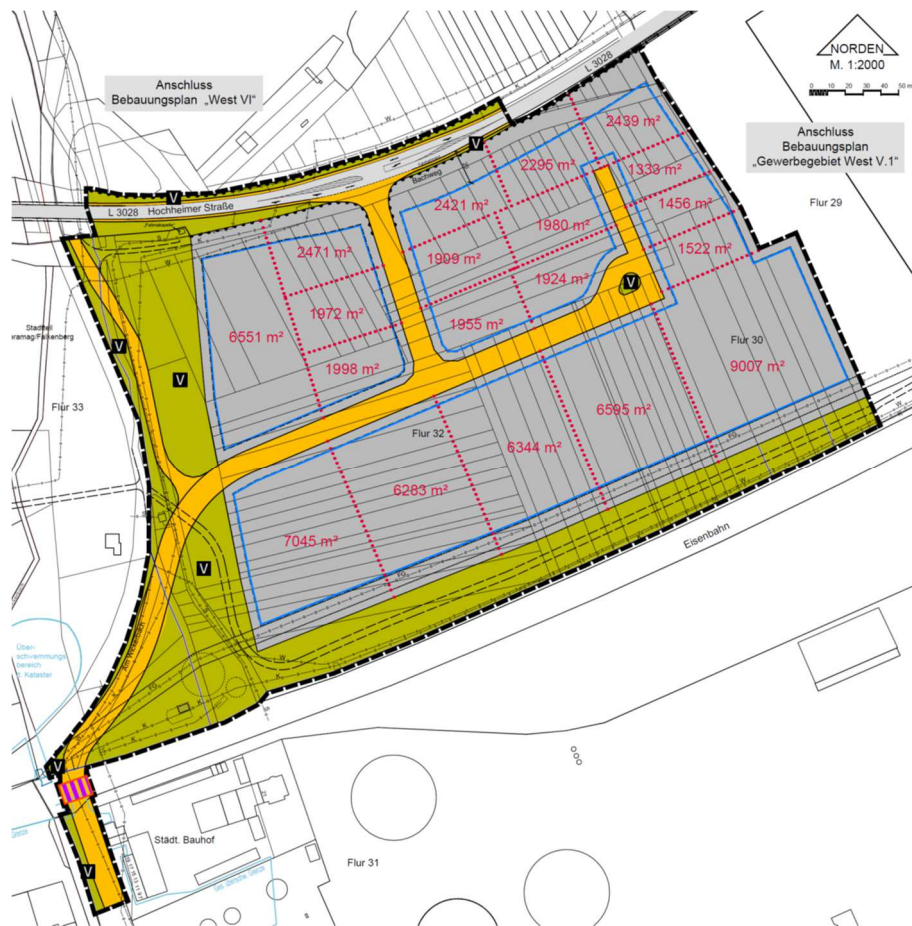 Anschluss
Bebauungsplan „West VI“
NORDEN
M. 1:2000
0 10 20 30 40 50 m
Anschluss
Bebauungsplan
„Gewerbegebiet West V.1“
L 3028
Flur 29
L 3028 Hochheimer Straße
Bachweg
V
V
2439 m²
2295 m²
1333 m²
2421 m²
1456 m²
1980 m²
1909 m²
1522 m²
2471 m²
1924 m²
V
1972 m²
6551 m²
1955 m²
Stadtteil
V
V
1998 m²
Flur 30
9007 m²
Flur 33
6595 m²
Flur 32
6344 m²
6283 m²
7045 m²
Eisenbahn
V
Über-
schwemmungs
bereich
lt. Kataster
V
Städt. Bauhof
Flur 31
V